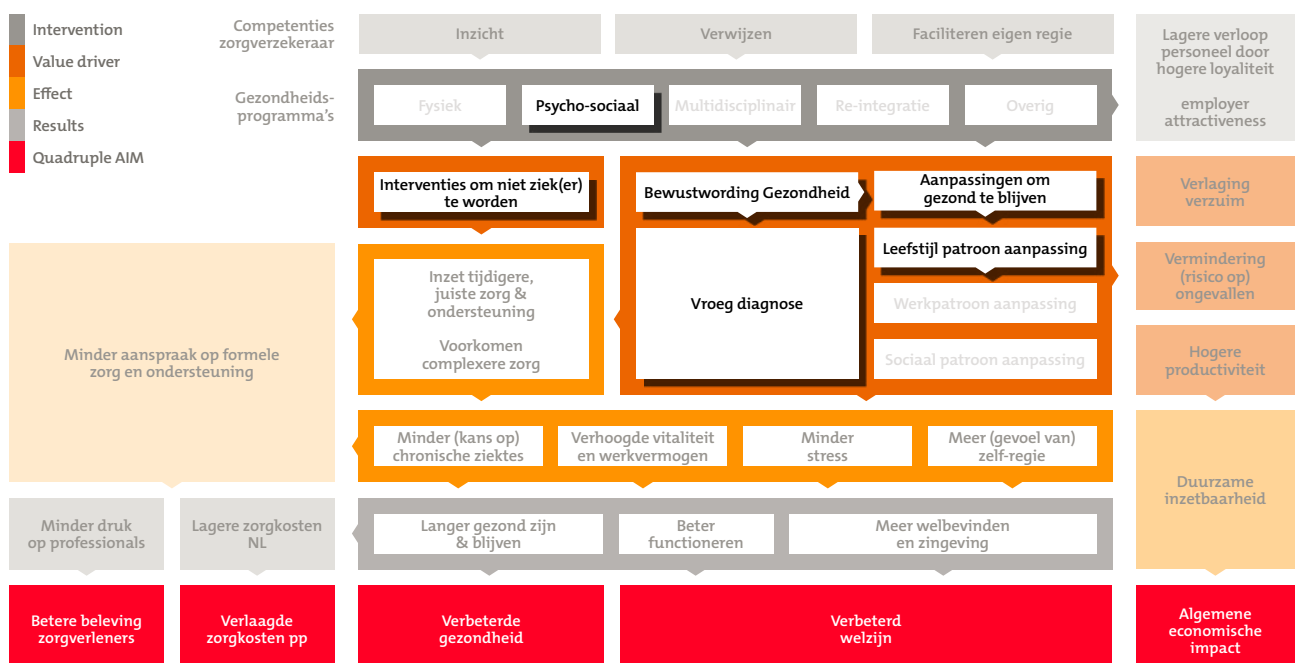 Intervention
Value driver
Effect
Results
Quadruple AIM
Competenties
zorgverzekeraar
Inzicht
Verwijzen
Faciliteren eigen regie
Gezondheids-
programma's
Fysiek
Psycho-sociaal
Multidisciplinair
Re-integratie
Overig
Lagere verloop
personeel door
hogere loyaliteit
employer
attractiveness
Interventies om niet ziek(er)
te worden
Bewustwording Gezondheid
Aanpassingen om
gezond te blijven
Leefstijl patroon aanpassing
Vroeg diagnose
Werkpatroon aanpassing
Sociaal patroon aanpassing
Verlaging
verzuim
Vermindering
(risico op)
ongevallen
Hogere
productiviteit
Minder aanspraak op formele
zorg en ondersteuning
Inzet tijdigere,
juiste zorg &
ondersteuning
Voorkomen
complexere zorg
Minder (kans op)
chronische ziektes
Verhoogde vitaliteit
en werkvermogen
Minder
stress
Meer (gevoel van)
zelf-regie
Duurzame
inzetbaarheid
Minder druk
op professionals
Lagere zorgkosten
NL
Langer gezond zijn
& blijven
Beter
functioneren
Meer welbevinden
en zingeving
Betere beleving
zorgverleners
Verlaagde
zorgkosten pp
Verbeterde
gezondheid
Verbeterd
welzijn
Algemene
economische
impact